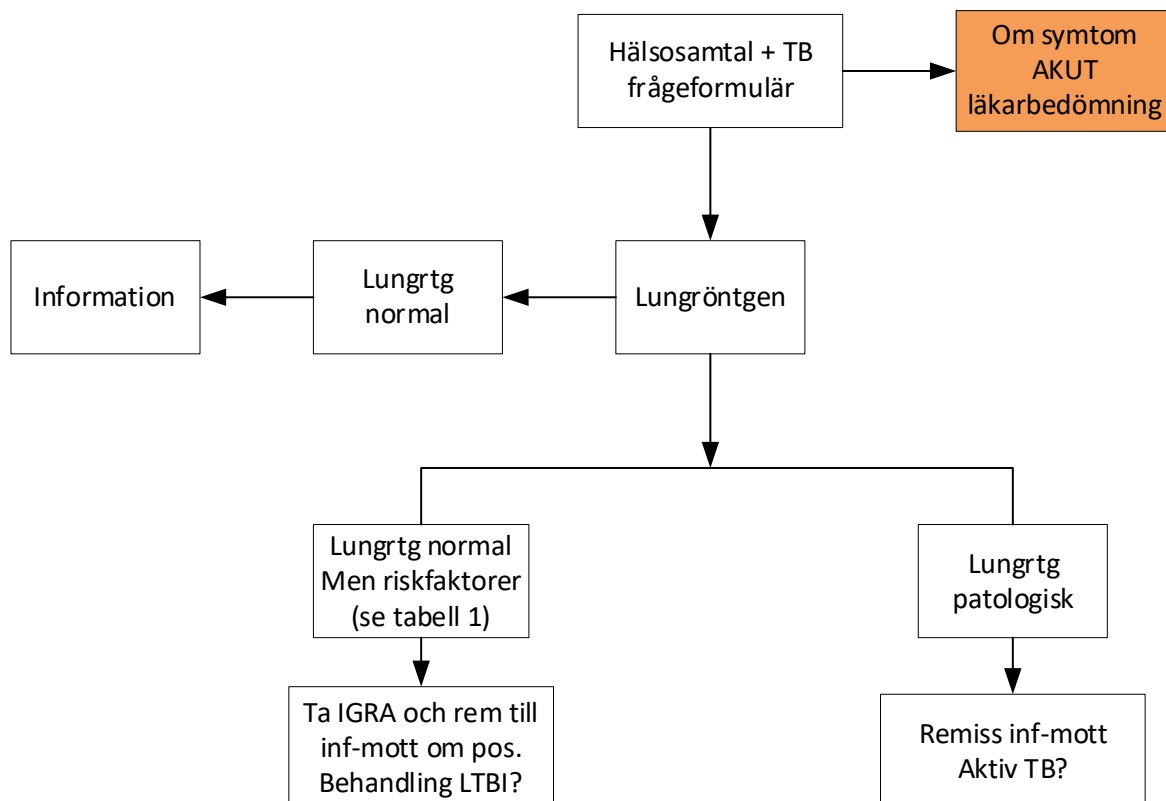 Hälsosamtal + TB
frågeformulär
Om symtom
AKUT
läkarbedömning
Information
Lungrtg
normal
Lungröntgen
Lungrtg normal
Men riskfaktorer
(se tabell 1)
Lungrtg
patologisk
Ta IGRA och rem till
inf-mott om pos.
Behandling LTBI?
Remiss inf-mott
Aktiv TB?